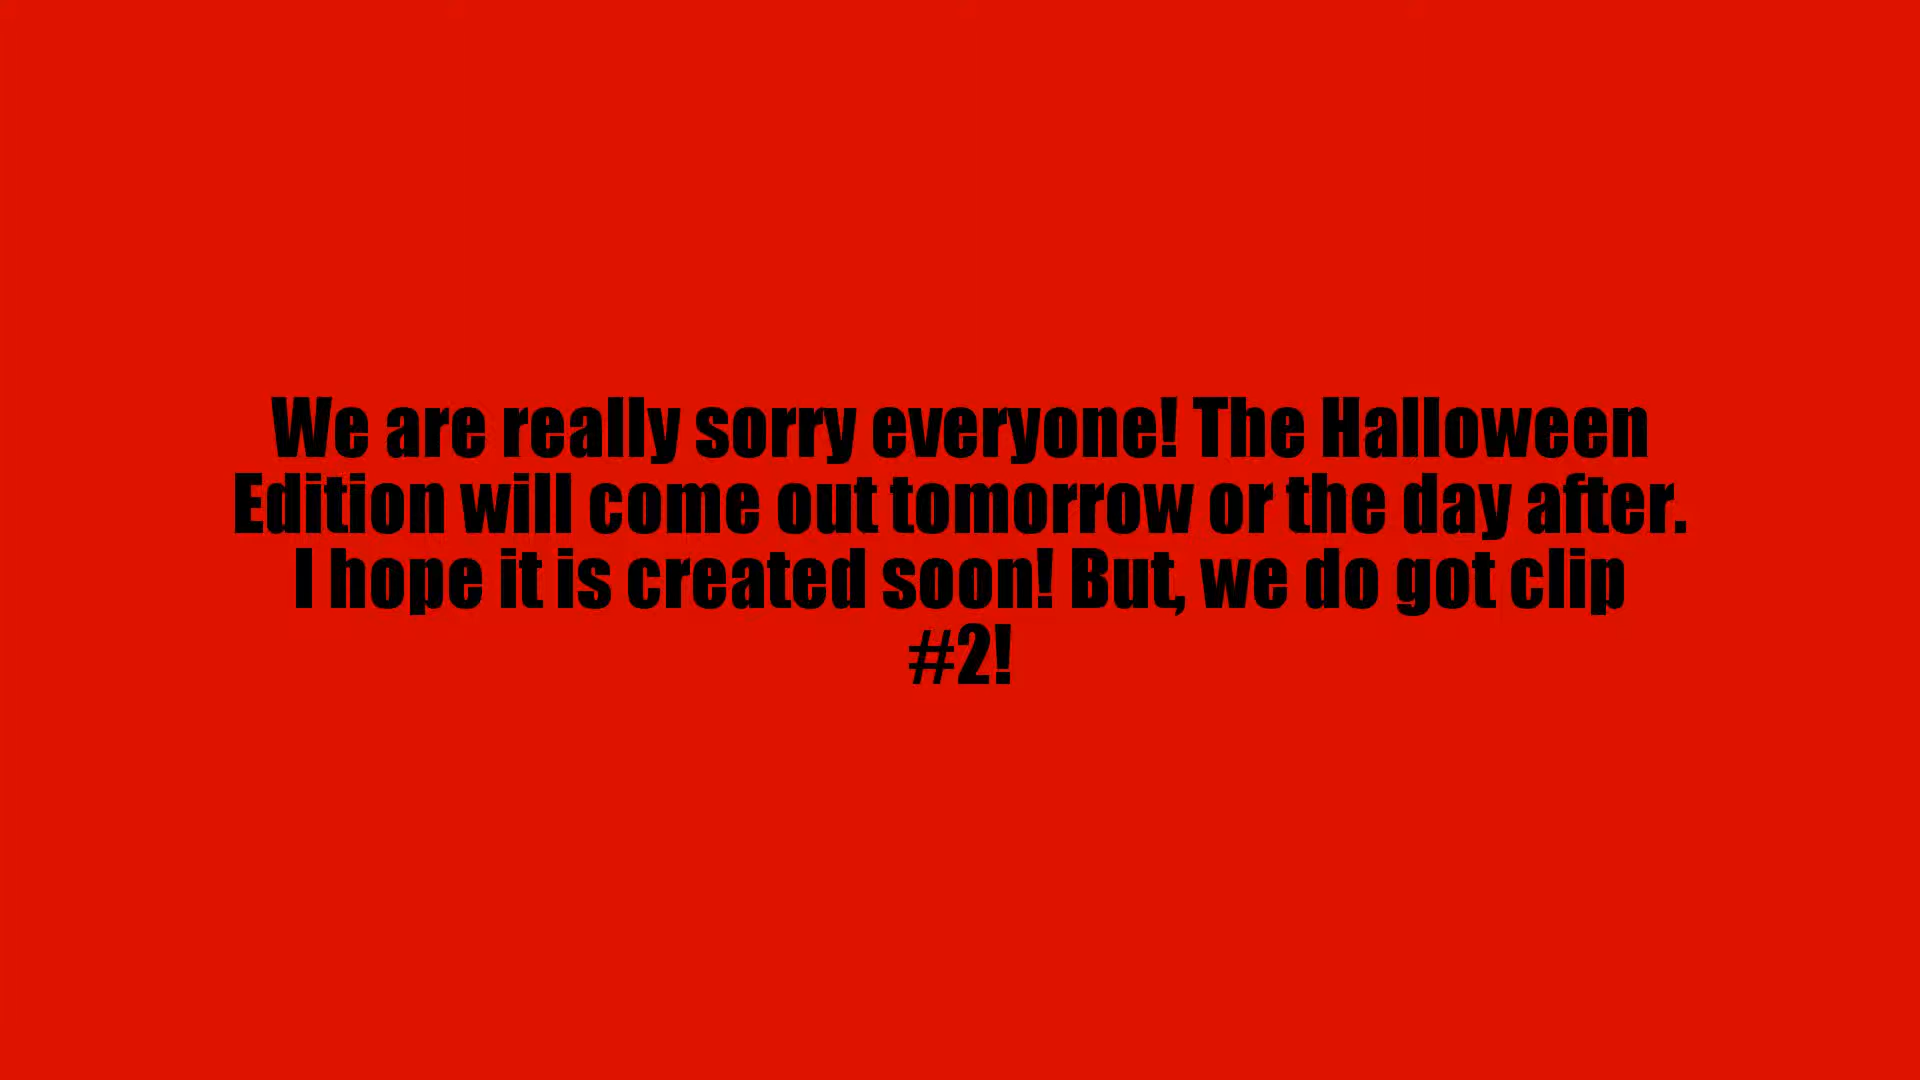 We are really sorry everyone! The Halloween
Edition will come out tomorrow or the day after.
I hope it is created soon! But, we do got clip
#2!